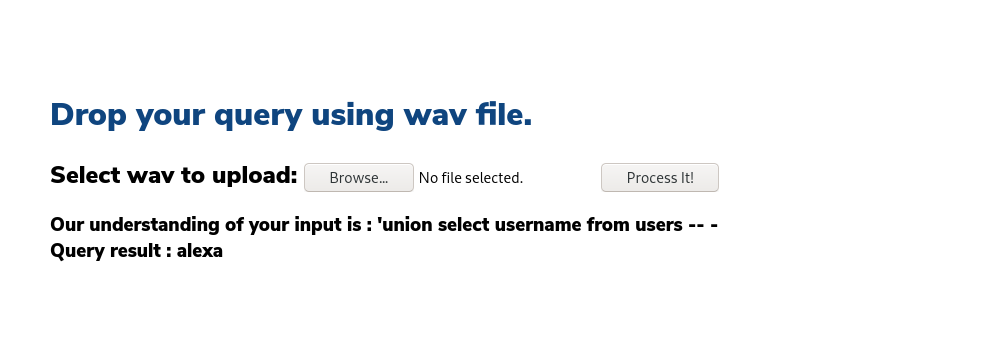 Drop your query using wav file.
Select wav to upload: Browse... No file selected. Process It!
Our understanding of your input is : 'union select username from users -- -
Query result : alexa